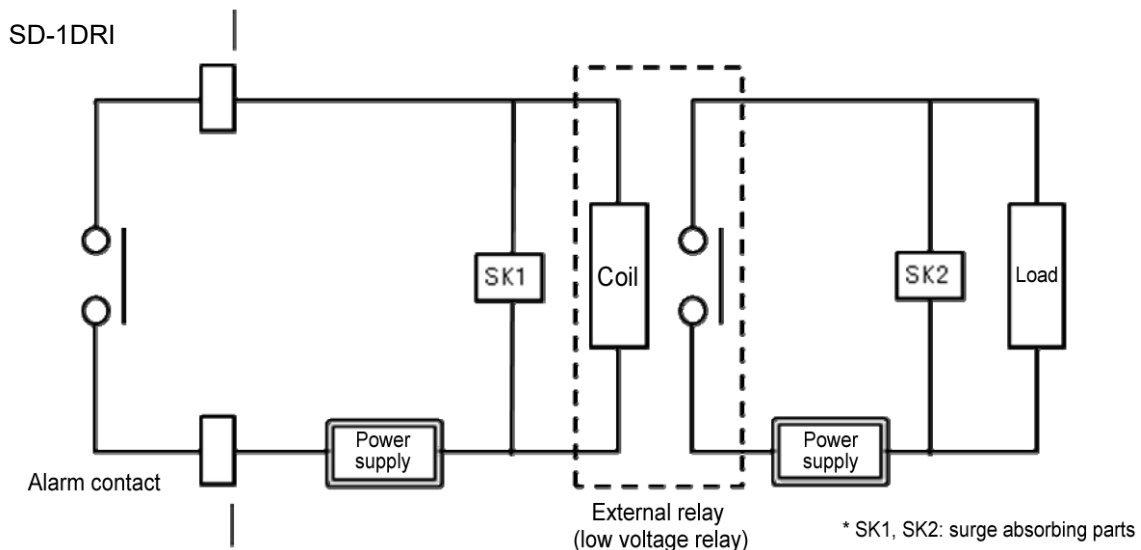 SD-1DRI
SK1
Coil
SK2
Load
Power
supply
Power
supply
Alarm contact
External relay
(low voltage relay)
* SK1, SK2: surge absorbing parts